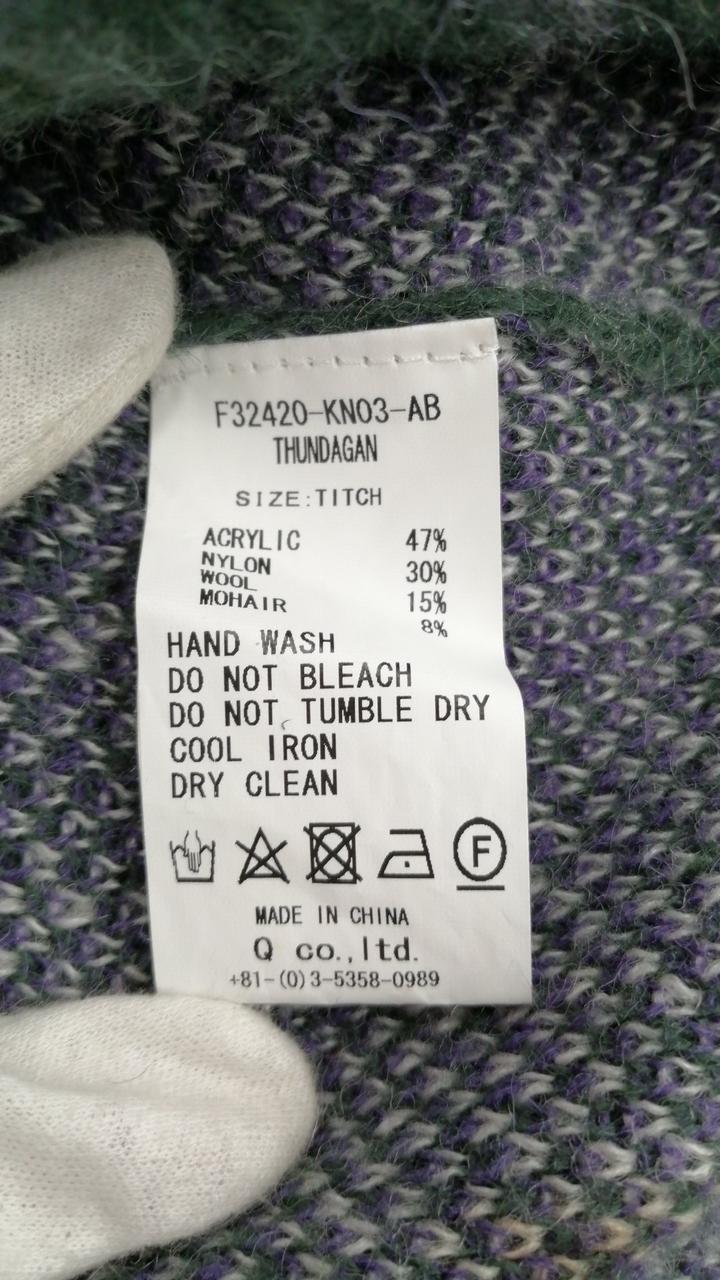 F32420-KN03-AB
THUNDAGAN
SIZE:TITCH
ACRYLIC 47%
NYLON 30%
WOOL 15%
MOHAIR 8%
HAND WASH
DO NOT BLEACH
DO NOT TUMBLE DRY
COOL IRON
DRY CLEAN
F
MADE IN CHINA
Q co.,ltd.
+81-(0)3-5358-0989